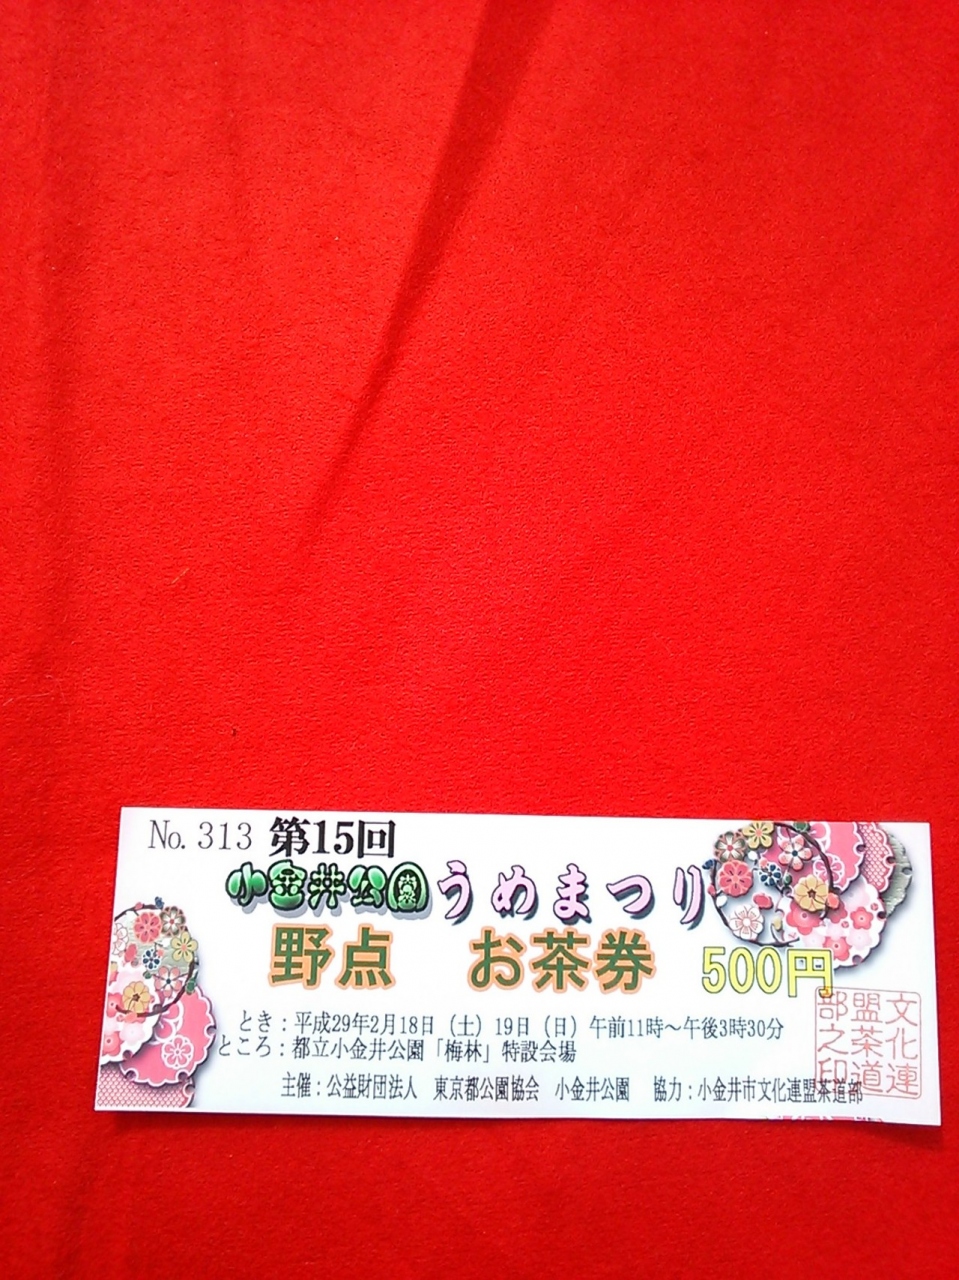 No. 313 第15回
小金井公園うめまつり
野点 お茶券 500円
とき：平成29年2月18日（土）19日（日）午前11時～午後3時30分
ところ：都立小金井公園「梅林」特設会場
主催：公益財団法人 東京都公園協会 小金井公園 協力：小金井市文化連盟茶道部
文化連
盟茶道
部之印